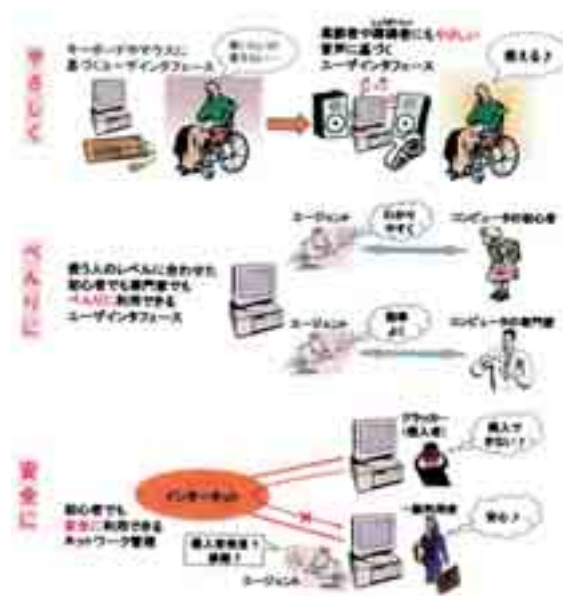 やさしく
キーボードやマウスに
基づくユーザインタフェース
使えない…
高齢者や障碍者にもやさしい
音声に基づく
ユーザインタフェース
使える♪
べんりに
使う人のレベルに合わせた
初心者でも専門家でも
べんりに利用できる
ユーザインタフェース
エージェント
わかり
やすく
コンピュータの初心者
エージェント
効率
よく
コンピュータの専門家
安全に
初心者でも
安全に利用できる
ネットワーク管理
インターネット
クラッカー
(侵入者)
侵入で
きない!
一般利用者
安心♪
侵入者検査!
エージェント